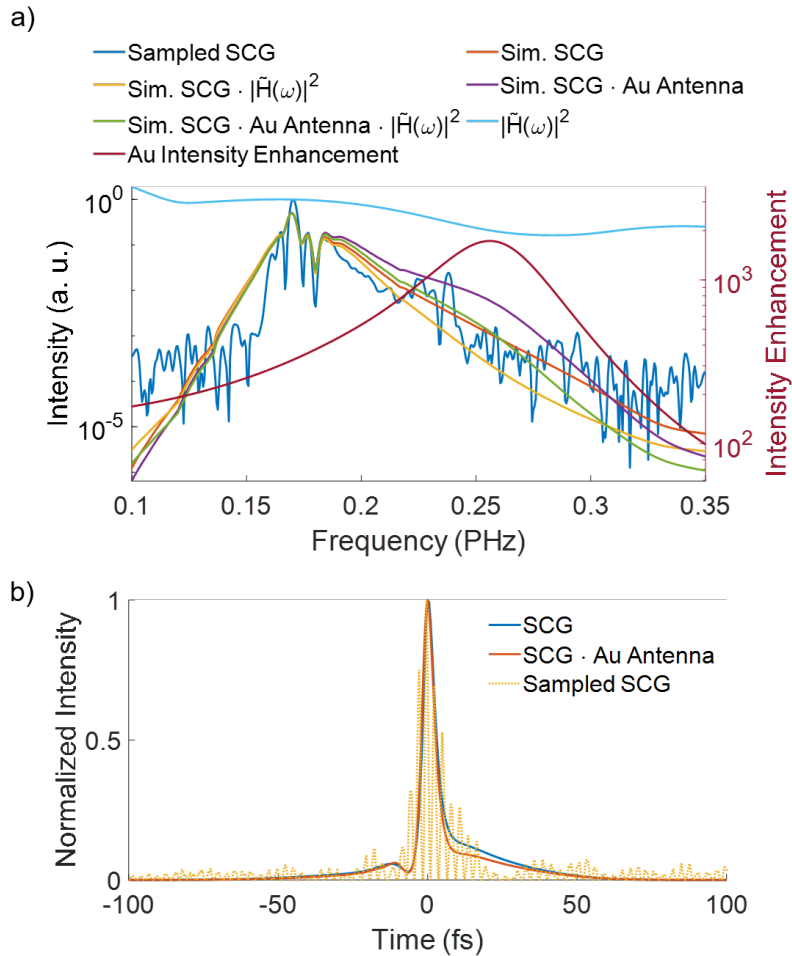 a)
Sampled SCG
Sim. SCG
Sim. SCG · |H̃(ω)|²
Sim. SCG · Au Antenna
Sim. SCG · Au Antenna · |H̃(ω)|²
|H̃(ω)|²
Au Intensity Enhancement
Intensity (a. u.)
10⁰
10⁻⁵
10³
10²
Intensity Enhancement
0.1 0.15 0.2 0.25 0.3 0.35
Frequency (PHz)
b)
SCG
SCG · Au Antenna
Sampled SCG
Normalized Intensity
1
0.5
0
-100 -50 0 50 100
Time (fs)